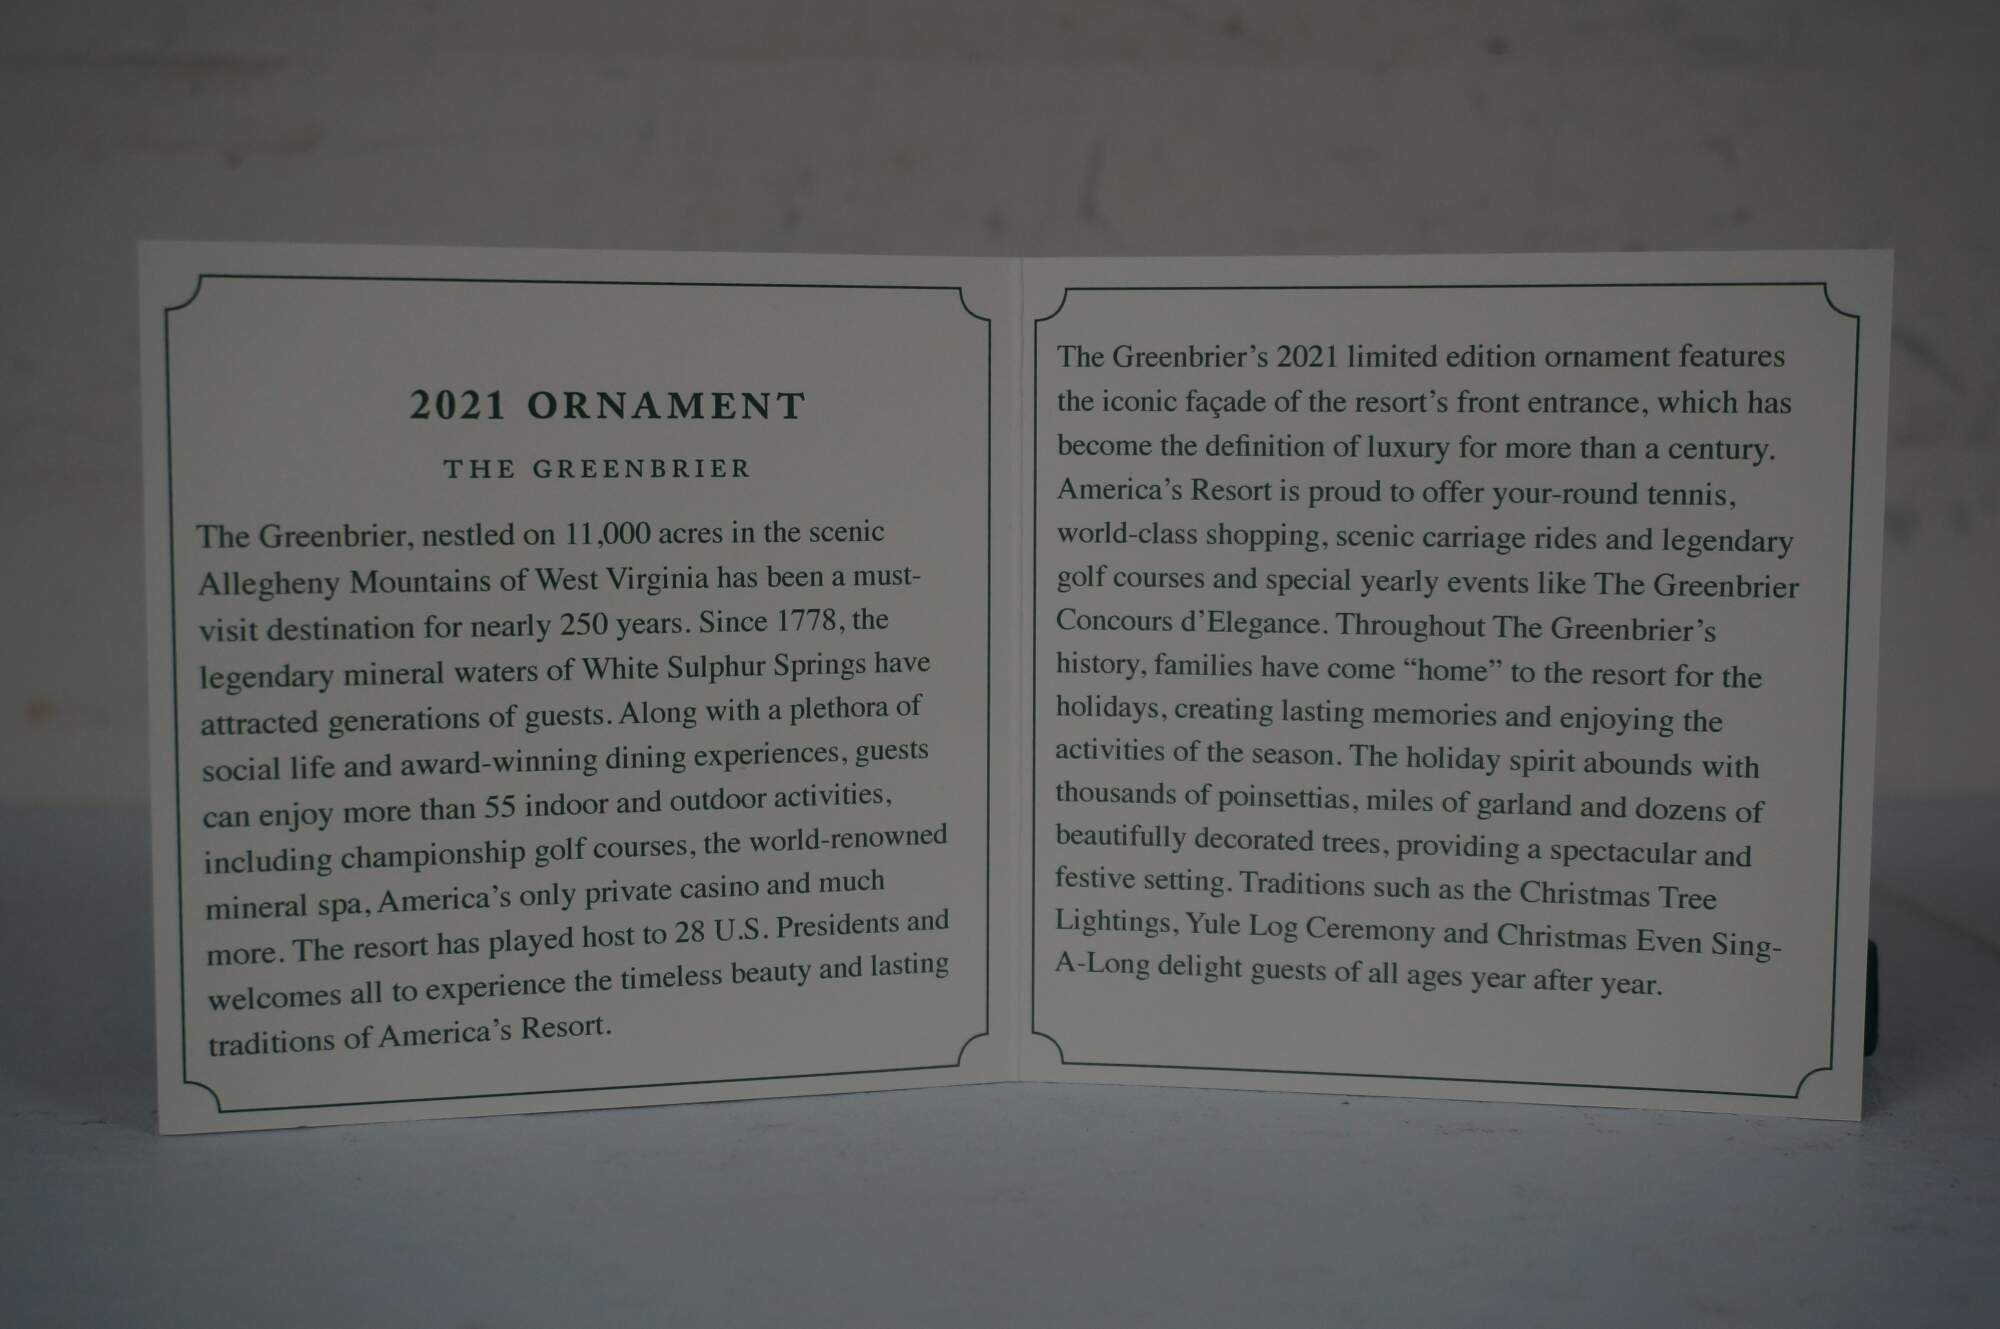 2021 ORNAMENT
THE GREENBRIER
The Greenbrier, nestled on 11,000 acres in the scenic
Allegheny Mountains of West Virginia has been a must-
visit destination for nearly 250 years. Since 1778, the
legendary mineral waters of White Sulphur Springs have
attracted generations of guests. Along with a plethora of
social life and award-winning dining experiences, guests
can enjoy more than 55 indoor and outdoor activities,
including championship golf courses, the world-renowned
mineral spa, America’s only private casino and much
more. The resort has played host to 28 U.S. Presidents and
welcomes all to experience the timeless beauty and lasting
traditions of America’s Resort.
The Greenbrier’s 2021 limited edition ornament features
the iconic façade of the resort’s front entrance, which has
become the definition of luxury for more than a century.
America’s Resort is proud to offer your-round tennis,
world-class shopping, scenic carriage rides and legendary
golf courses and special yearly events like The Greenbrier
Concours d’Elegance. Throughout The Greenbrier’s
history, families have come “home” to the resort for the
holidays, creating lasting memories and enjoying the
activities of the season. The holiday spirit abounds with
thousands of poinsettias, miles of garland and dozens of
beautifully decorated trees, providing a spectacular and
festive setting. Traditions such as the Christmas Tree
Lightings, Yule Log Ceremony and Christmas Even Sing-
A-Long delight guests of all ages year after year.